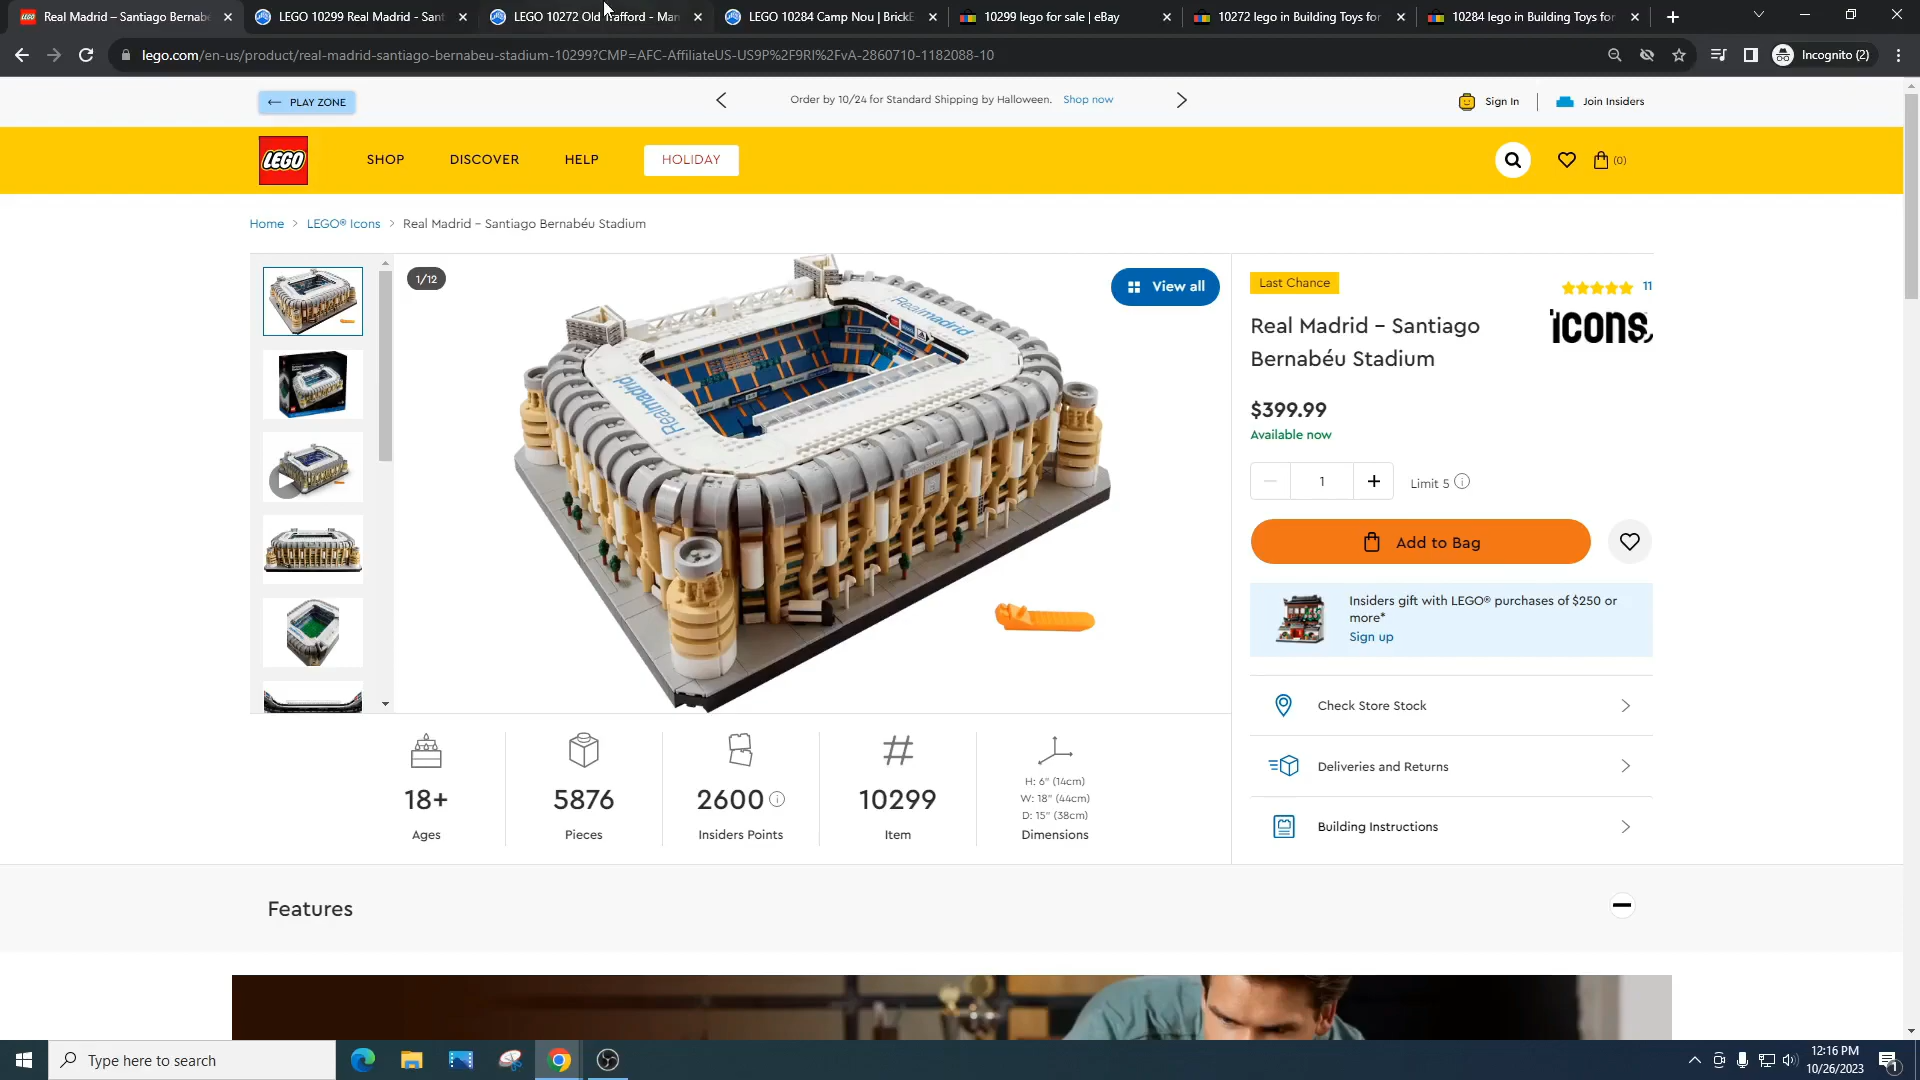 Real Madrid – Santiago Bernabé
LEGO 10299 Real Madrid - Sant
LEGO 10272 Old Trafford - Man
LEGO 10284 Camp Nou | BrickE
10299 lego for sale | eBay
10272 lego in Building Toys for
10284 lego in Building Toys for
lego.com/en-us/product/real-madrid-santiago-bernabeu-stadium-10299?CMP=AFC-AffiliateUS-US9P%2F9RI%2FvA-2860710-1182088-10
Incognito (2)
PLAY ZONE
Order by 10/24 for Standard Shipping by Halloween. Shop now
Sign In
Join Insiders
LEGO
SHOP
DISCOVER
HELP
HOLIDAY
(0)
Home > LEGO® Icons > Real Madrid – Santiago Bernabéu Stadium
1/12
View all
Realmadrid
Realmadrid
Last Chance
11
Real Madrid – Santiago
Bernabéu Stadium
icons
$399.99
Available now
1
Limit 5
Add to Bag
Insiders gift with LEGO® purchases of $250 or
more*
Sign up
Check Store Stock
Deliveries and Returns
Building Instructions
18+
Ages
5876
Pieces
2600
Insiders Points
10299
Item
H: 6" (14cm)
W: 18" (44cm)
D: 15" (38cm)
Dimensions
Features
Type here to search
12:16 PM
10/26/2023
1